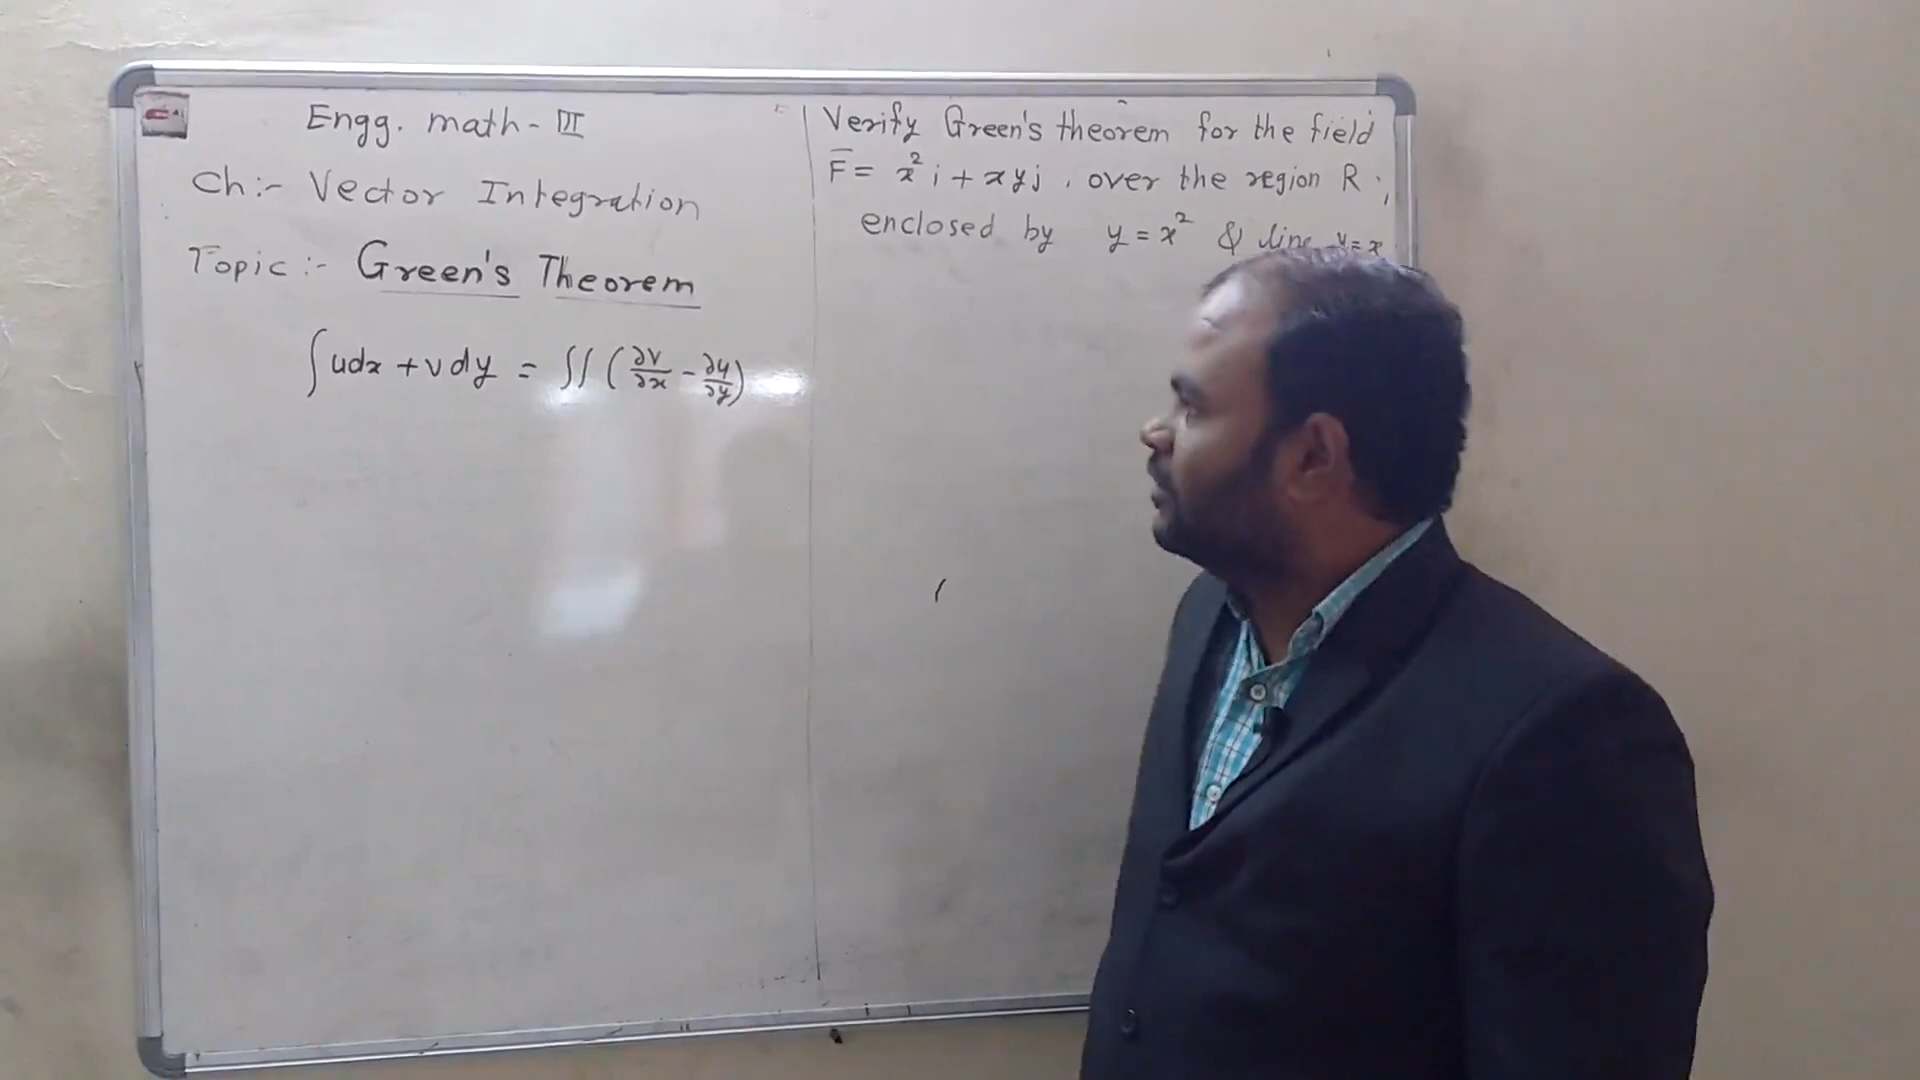 Engg. math - III
Ch:- Vector Integration
Topic :- Green's Theorem
∫udx + vdy = ∬ (∂v/∂x - ∂u/∂y)
Verify Green's theorem for the field
F̅ = x² i + xyj , over the region R ;
enclosed by y = x² & line y = x